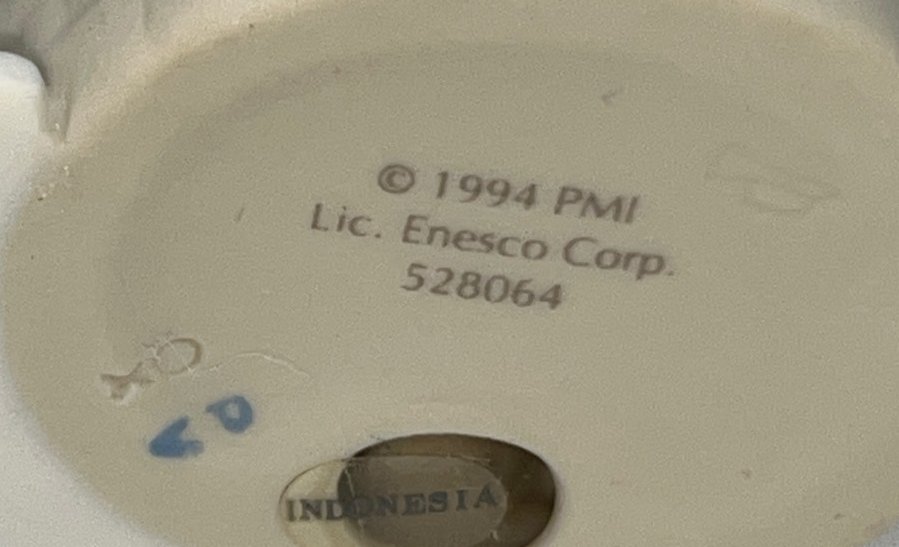 © 1994 PMI
Lic. Enesco Corp.
528064
INDONESIA